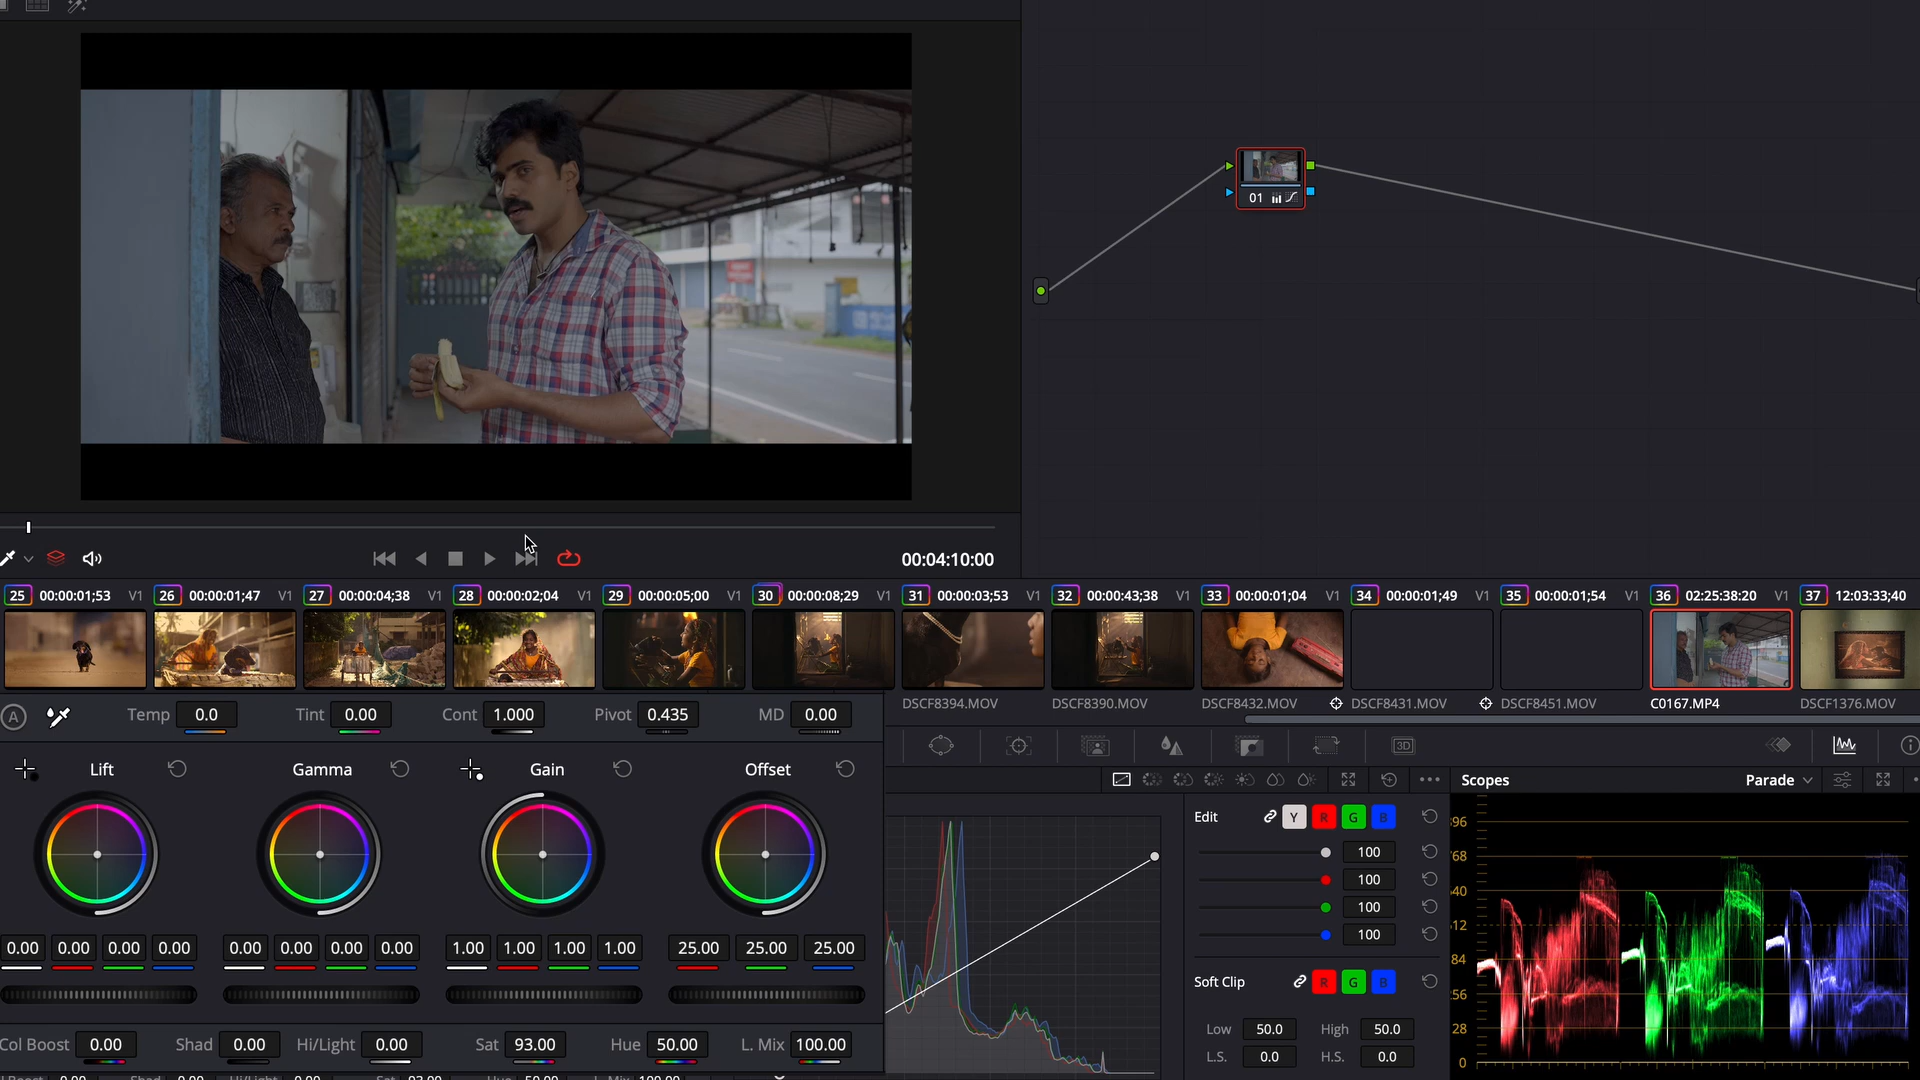 01
00:04:10:00
25 00:00:01;53 V1 26 00:00:01;47 V1 27 00:00:04;38 V1 28 00:00:02;04 V1 29 00:00:05;00 V1 30 00:00:08;29 V1 31 00:00:03;53 V1 32 00:00:43;38 V1 33 00:00:01;04 V1 34 00:00:01;49 V1 35 00:00:01;54 V1 36 02:25:38:20 V1 37 12:03:33;40
DSCF8394.MOV DSCF8390.MOV DSCF8432.MOV DSCF8431.MOV DSCF8451.MOV C0167.MP4 DSCF1376.MOV
A Temp 0.0 Tint 0.00 Cont 1.000 Pivot 0.435 MD 0.00
3D
Lift Gamma Gain Offset
Scopes Parade
0.00 0.00 0.00 0.00 0.00 0.00 0.00 0.00 1.00 1.00 1.00 1.00 25.00 25.00 25.00
Edit Y R G B
100
100
100
100
Soft Clip R G B
Low 50.0 High 50.0
L.S. 0.0 H.S. 0.0
96
68
40
12
84
56
28
0
Col Boost 0.00 Shad 0.00 Hi/Light 0.00 Sat 93.00 Hue 50.00 L. Mix 100.00